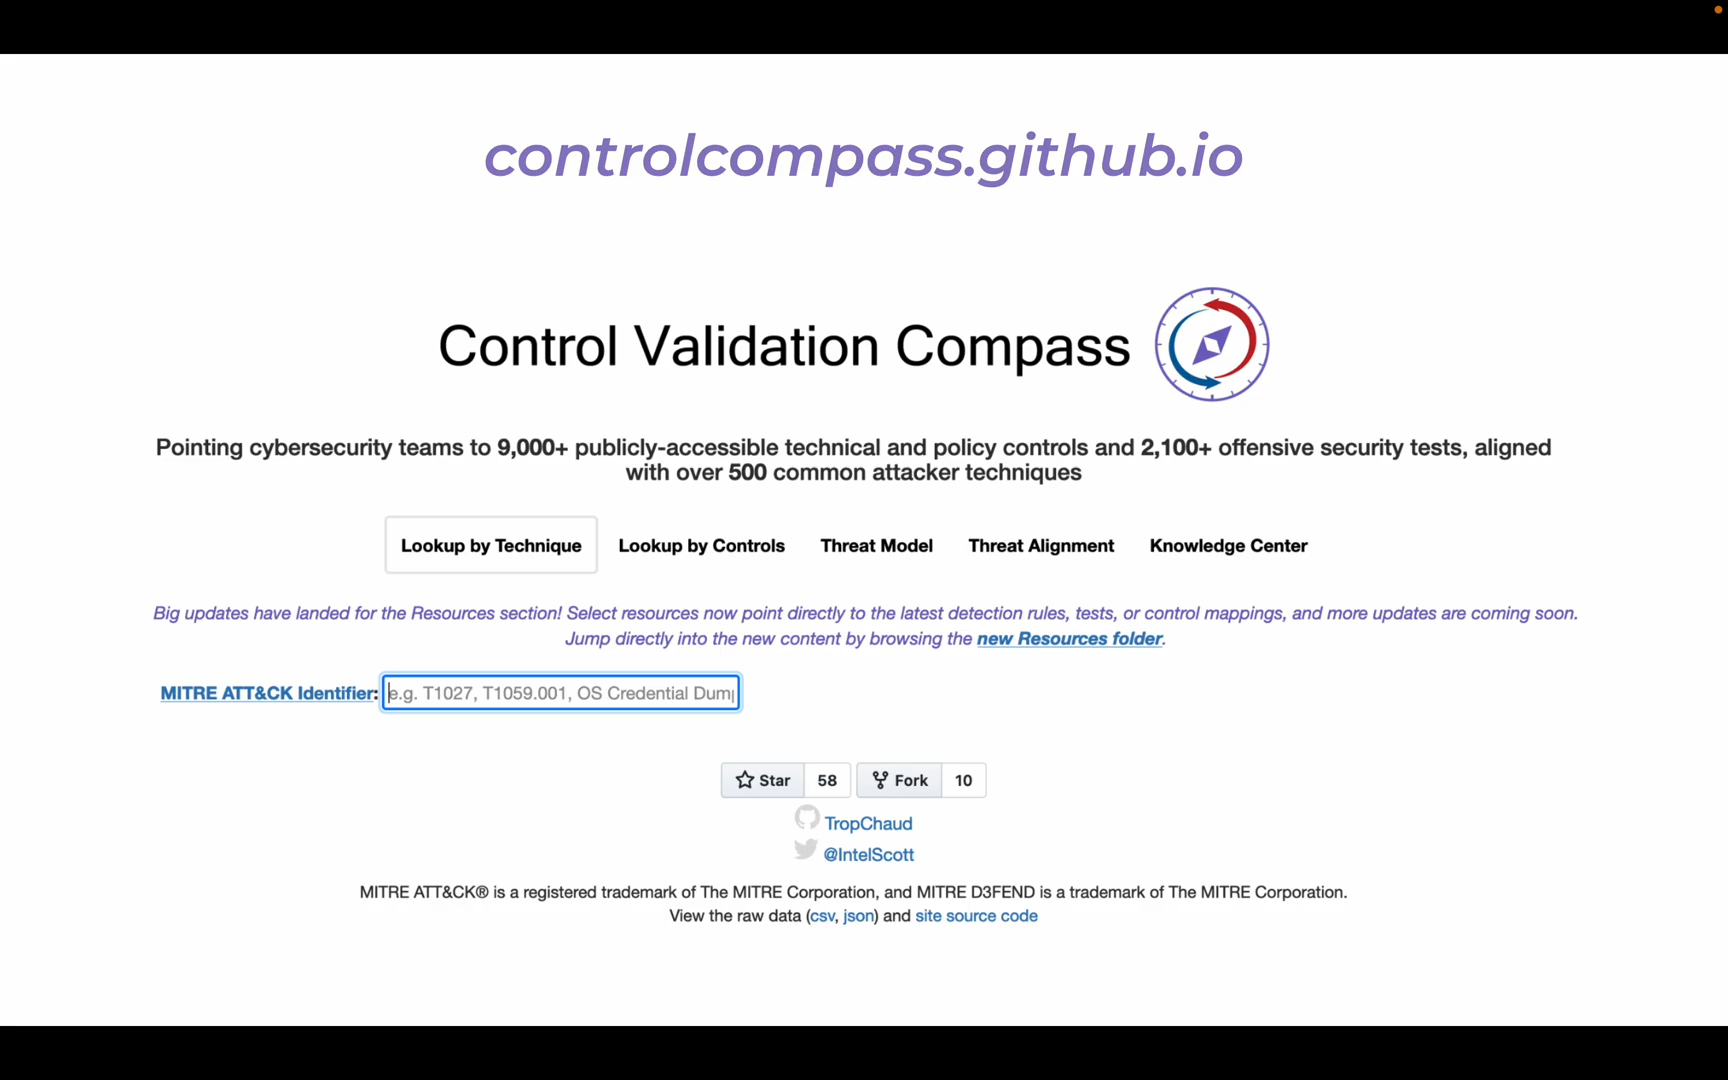 controlcompass.github.io
Control Validation Compass
Pointing cybersecurity teams to 9,000+ publicly-accessible technical and policy controls and 2,100+ offensive security tests, aligned
with over 500 common attacker techniques
Lookup by Technique Lookup by Controls Threat Model Threat Alignment Knowledge Center
Big updates have landed for the Resources section! Select resources now point directly to the latest detection rules, tests, or control mappings, and more updates are coming soon.
Jump directly into the new content by browsing the new Resources folder.
MITRE ATT&CK Identifier: e.g. T1027, T1059.001, OS Credential Dum
Star 58 Fork 10
TropChaud
@IntelScott
MITRE ATT&CK® is a registered trademark of The MITRE Corporation, and MITRE D3FEND is a trademark of The MITRE Corporation.
View the raw data (csv, json) and site source code